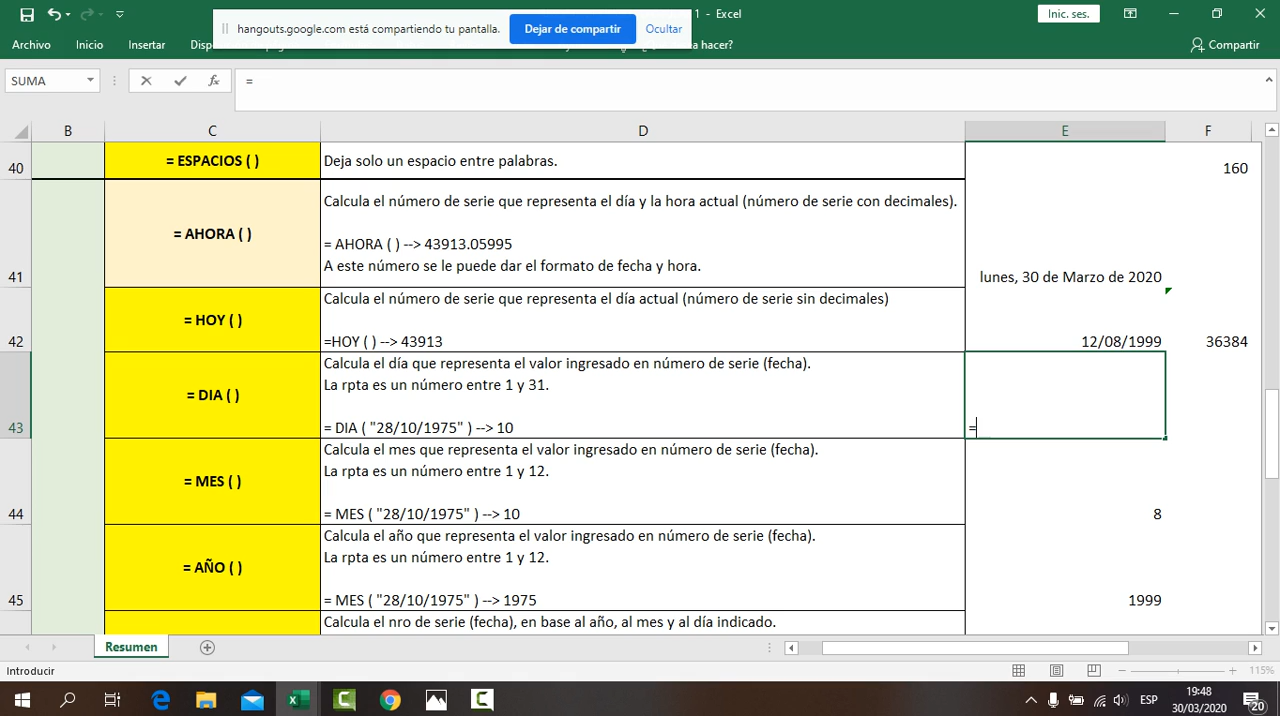 1 - Excel
Inic. ses.
hangouts.google.com está compartiendo tu pantalla.
Dejar de compartir
Ocultar
Archivo
Inicio
Insertar
Disp
hacer?
Compartir
SUMA
fx
=
B
C
D
E
F
40
= ESPACIOS ( )
Deja solo un espacio entre palabras.
160
41
= AHORA ( )
Calcula el número de serie que representa el día y la hora actual (número de serie con decimales).
= AHORA ( ) --> 43913.05995
A este número se le puede dar el formato de fecha y hora.
lunes, 30 de Marzo de 2020
42
= HOY ( )
Calcula el número de serie que representa el día actual (número de serie sin decimales)
=HOY ( ) --> 43913
12/08/1999
36384
43
= DIA ( )
Calcula el día que representa el valor ingresado en número de serie (fecha).
La rpta es un número entre 1 y 31.
= DIA ( "28/10/1975" ) --> 10
=
44
= MES ( )
Calcula el mes que representa el valor ingresado en número de serie (fecha).
La rpta es un número entre 1 y 12.
= MES ( "28/10/1975" ) --> 10
8
45
= AÑO ( )
Calcula el año que representa el valor ingresado en número de serie (fecha).
La rpta es un número entre 1 y 12.
= MES ( "28/10/1975" ) --> 1975
1999
Calcula el nro de serie (fecha), en base al año, al mes y al día indicado.
Resumen
Introducir
115%
ESP
19:48
30/03/2020
20